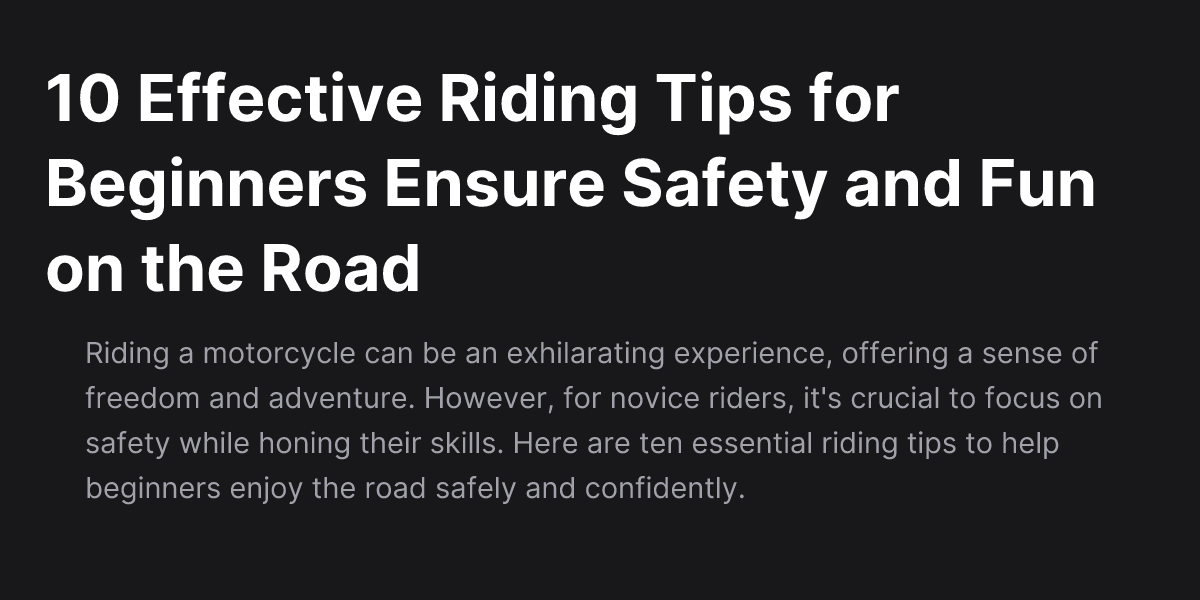 10 Effective Riding Tips for
Beginners Ensure Safety and Fun
on the Road
Riding a motorcycle can be an exhilarating experience, offering a sense of
freedom and adventure. However, for novice riders, it's crucial to focus on
safety while honing their skills. Here are ten essential riding tips to help
beginners enjoy the road safely and confidently.